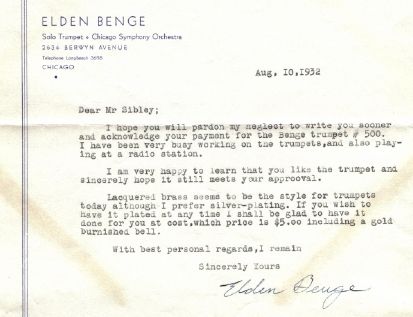 ELDEN BENGE
Solo Trumpet • Chicago Symphony Orchestra
2634 BERWYN AVENUE
Telephone Longbeach 3698
CHICAGO
Aug, 10,1932
Dear Mr Sibley;
I hope you will pardon my neglect to write you sooner
and acknowledge your payment for the Benge trumpet # 500.
I have been very busy working on the trumpets,and also play-
ing at a radio station.
I am very happy to learn that you like the trumpet and
sincerely hope it still meets your approoval.
Lacquered brass seems to be the style for trumpets
today although I prefer silver-plating. If you wish to
have it plated at any time I shall be glad to have it
done for you at cost,which price is $5.00 including a gold
burnished bell.
With best personal regards,I remain
Sincerely Yours
Elden Benge